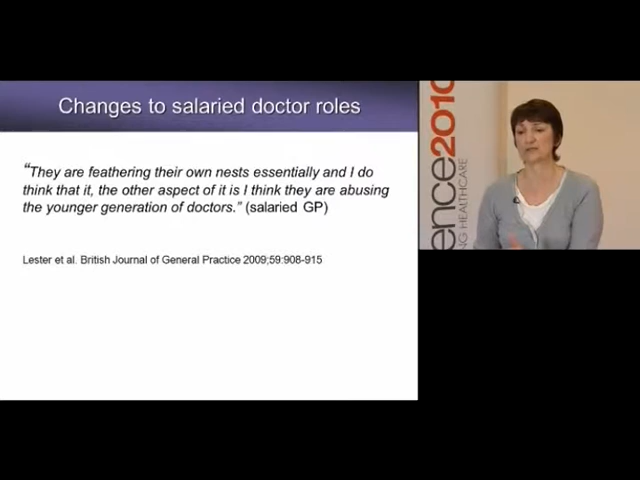 Changes to salaried doctor roles
“They are feathering their own nests essentially and I do
think that it, the other aspect of it is I think they are abusing
the younger generation of doctors.” (salaried GP)
Lester et al. British Journal of General Practice 2009;59:908-915
ence2010
NG HEALTHCARE